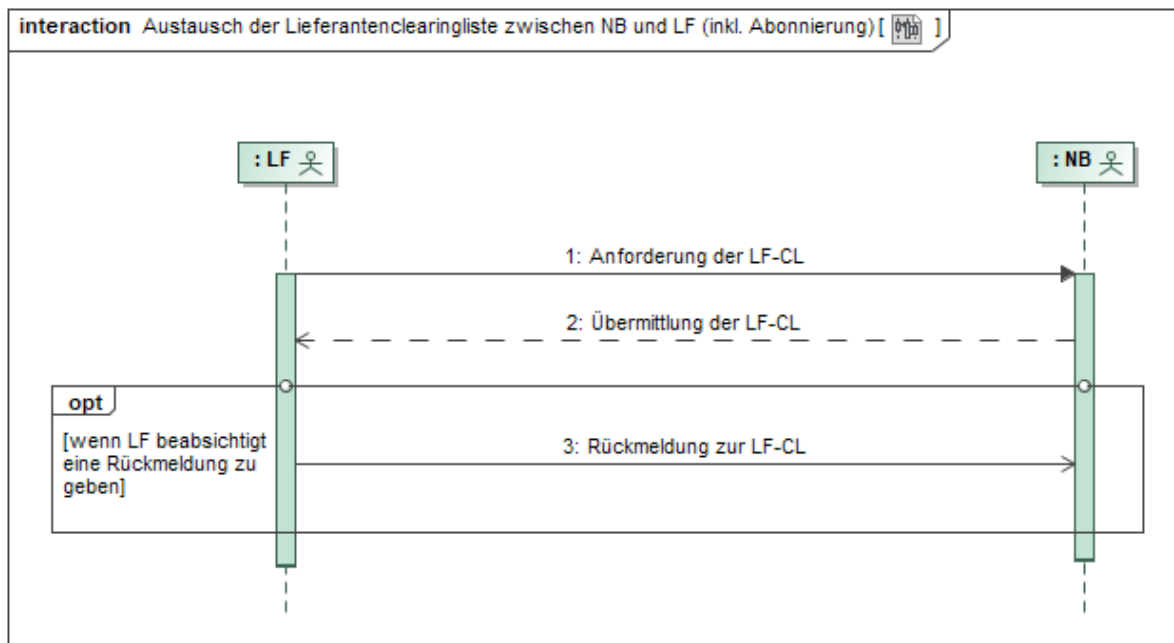 interaction Austausch der Lieferantenclearingliste zwischen NB und LF (inkl. Abonnierung) [ ]
: LF
: NB
1: Anforderung der LF-CL
2: Übermittlung der LF-CL
opt
[wenn LF beabsichtigt
eine Rückmeldung zu
geben]
3: Rückmeldung zur LF-CL